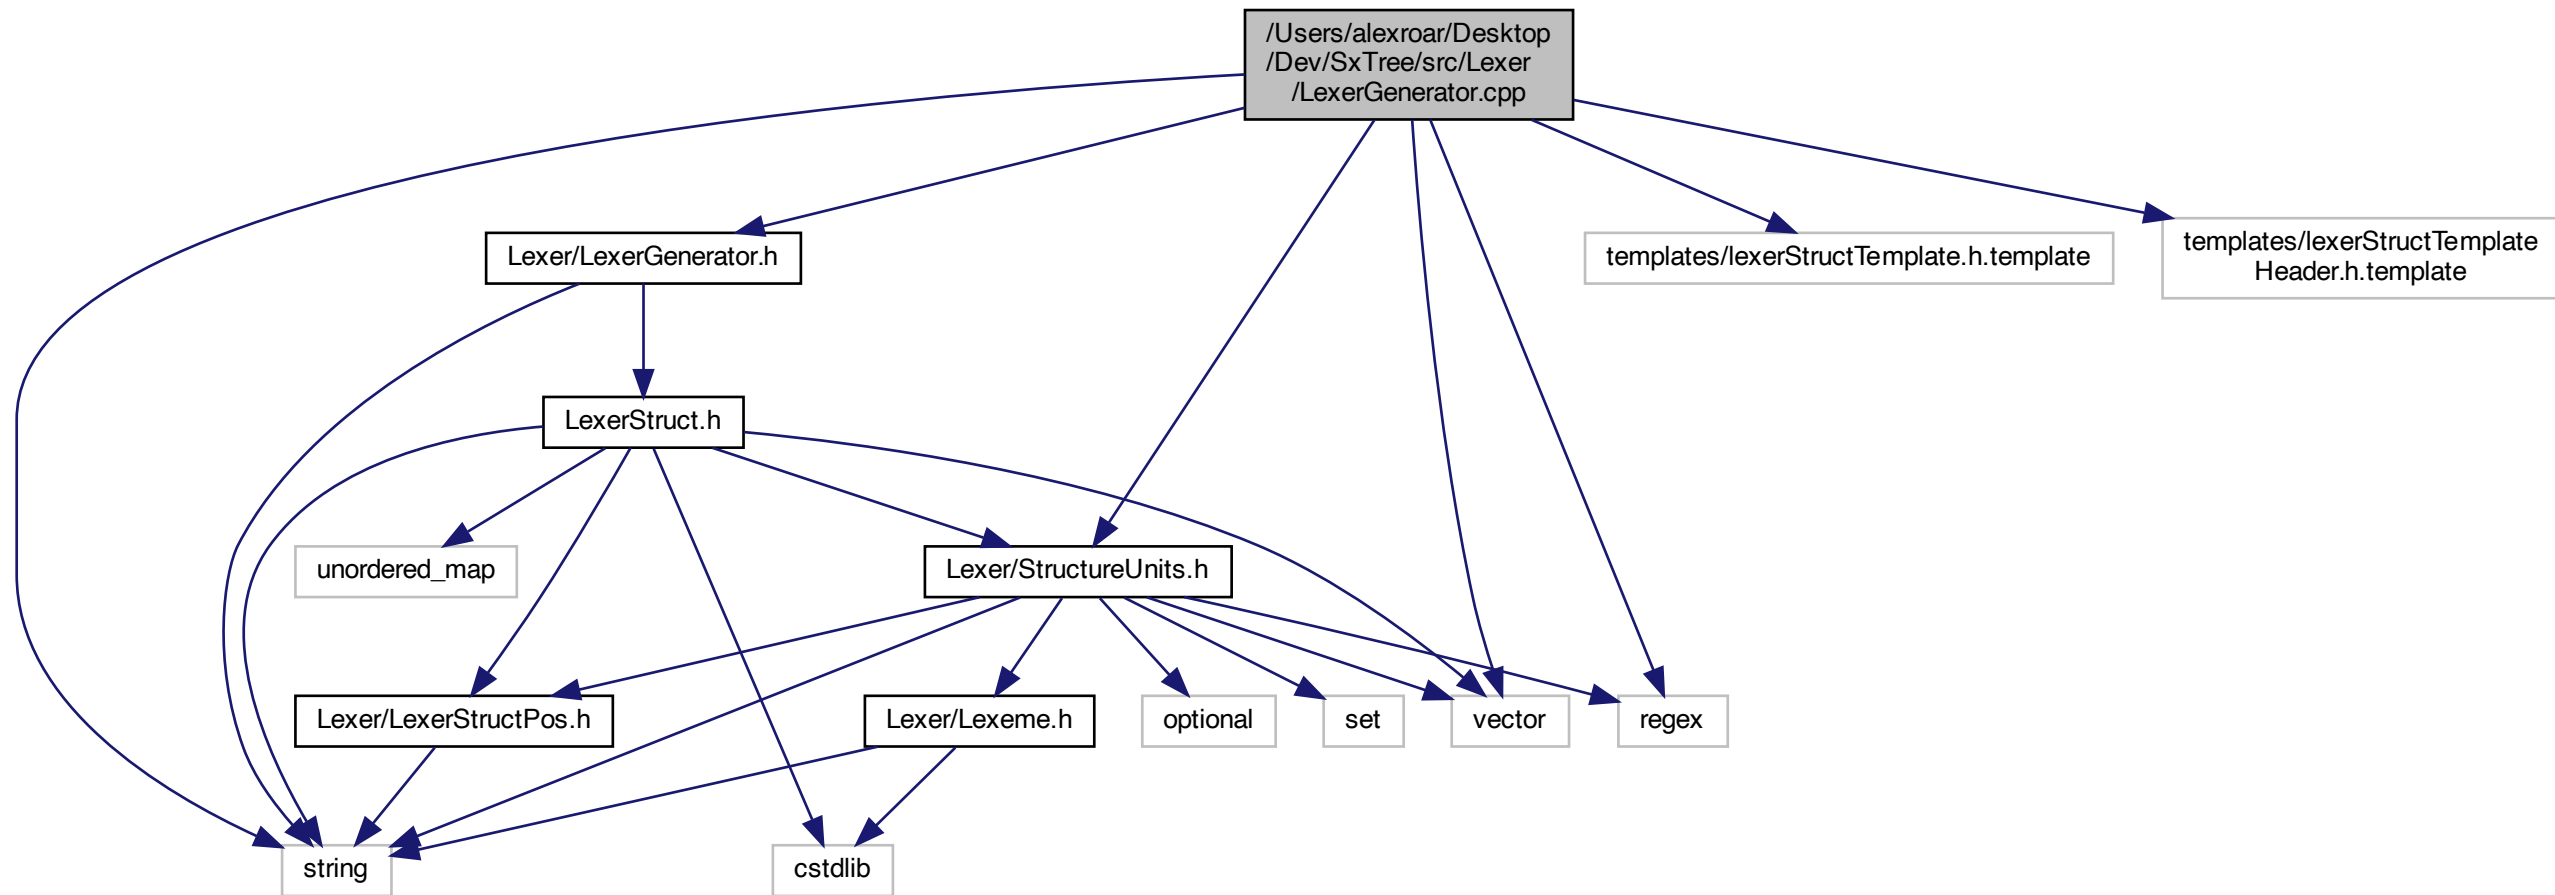 /Users/alexroar/Desktop
/Dev/SxTree/src/Lexer
/LexerGenerator.cpp
Lexer/LexerGenerator.h
templates/lexerStructTemplate.h.template
templates/lexerStructTemplate
Header.h.template
LexerStruct.h
unordered_map
Lexer/StructureUnits.h
Lexer/LexerStructPos.h
Lexer/Lexeme.h
optional
set
vector
regex
string
cstdlib